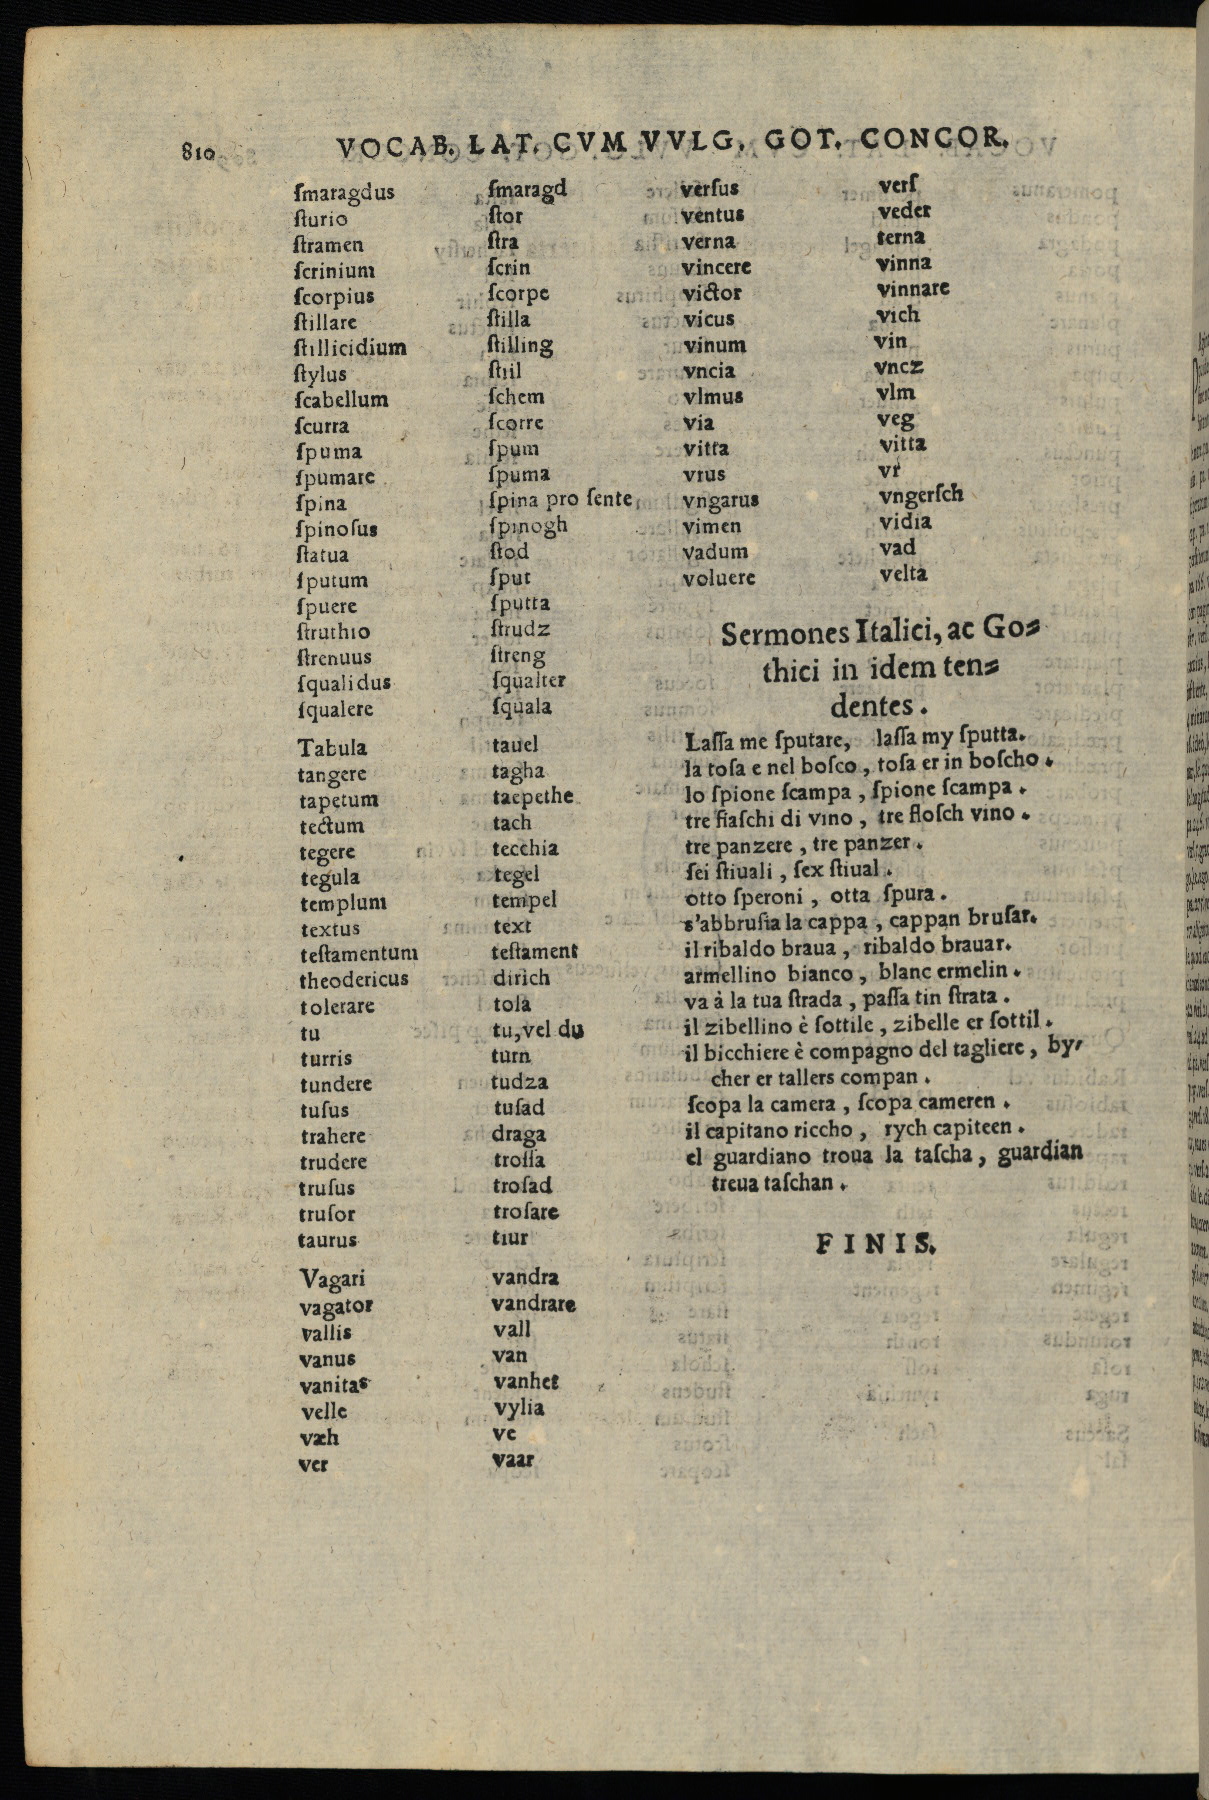 810 VOCAB. LAT. CVM VVLG. GOT. CONCOR.
ſmaragdus ſmaragd
ſturio ſtor
ſtramen ſtra
ſcrinium ſcrin
ſcorpius ſcorpe
ſtillare ſtilla
ſtillicidium ſtilling
ſtylus ſtiil
ſcabellum ſchem
ſcurra ſcorre
ſpuma ſpum
ſpumare ſpuma
ſpina ſpina pro ſente
ſpinoſus ſpinogh
ſtatua ſtod
ſputum ſput
ſpuere ſputta
ſtruthio ſtrudz
ſtrenuus ſtreng
ſqualidus ſqualter
ſqualere ſquala
Tabula tauel
tangere tagha
tapetum taepethe
tectum tach
tegere tecchia
tegula tegel
templum tempel
textus text
teſtamentum teſtament
theodericus dirich
tolerare tola
tu tu, vel du
turris turn
tundere tudza
tuſus tuſad
trahere draga
trudere troſſa
truſus troſad
truſor troſare
taurus tiur
Vagari vandra
vagator vandrare
vallis vall
vanus van
vanitas vanhet
velle vylia
væh ve
ver vaar
verſus verſ
ventus veder
verna terna
vincere vinna
victor vinnare
vicus vich
vinum vin
vncia vncz
vlmus vlm
via veg
vitta vitta
vrus vr
vngarus vngerſch
vimen vidia
vadum vad
voluere velta
Sermones Italici, ac Go⸗
thici in idem ten⸗
dentes.
Laſſa me ſputare, laſſa my ſputta.
la toſa e nel boſco, toſa er in boſcho.
lo ſpione ſcampa, ſpione ſcampa.
tre fiaſchi di vino, tre floſch vino.
tre panzere, tre panzer.
ſei ſtiuali, ſex ſtiual.
otto ſperoni, otta ſpura.
s'abbruſia la cappa, cappan bruſar.
il ribaldo braua, ribaldo brauar.
armellino bianco, blanc ermelin.
va à la tua ſtrada, paſſa tin ſtrata.
il zibellino è ſottile, zibelle er ſottil.
il bicchiere è compagno del tagliere, by⸗
cher er tallers compan.
ſcopa la camera, ſcopa cameren.
il capitano riccho, rych capiteen.
el guardiano troua la taſcha, guardian
treua taſchan.
FINIS.